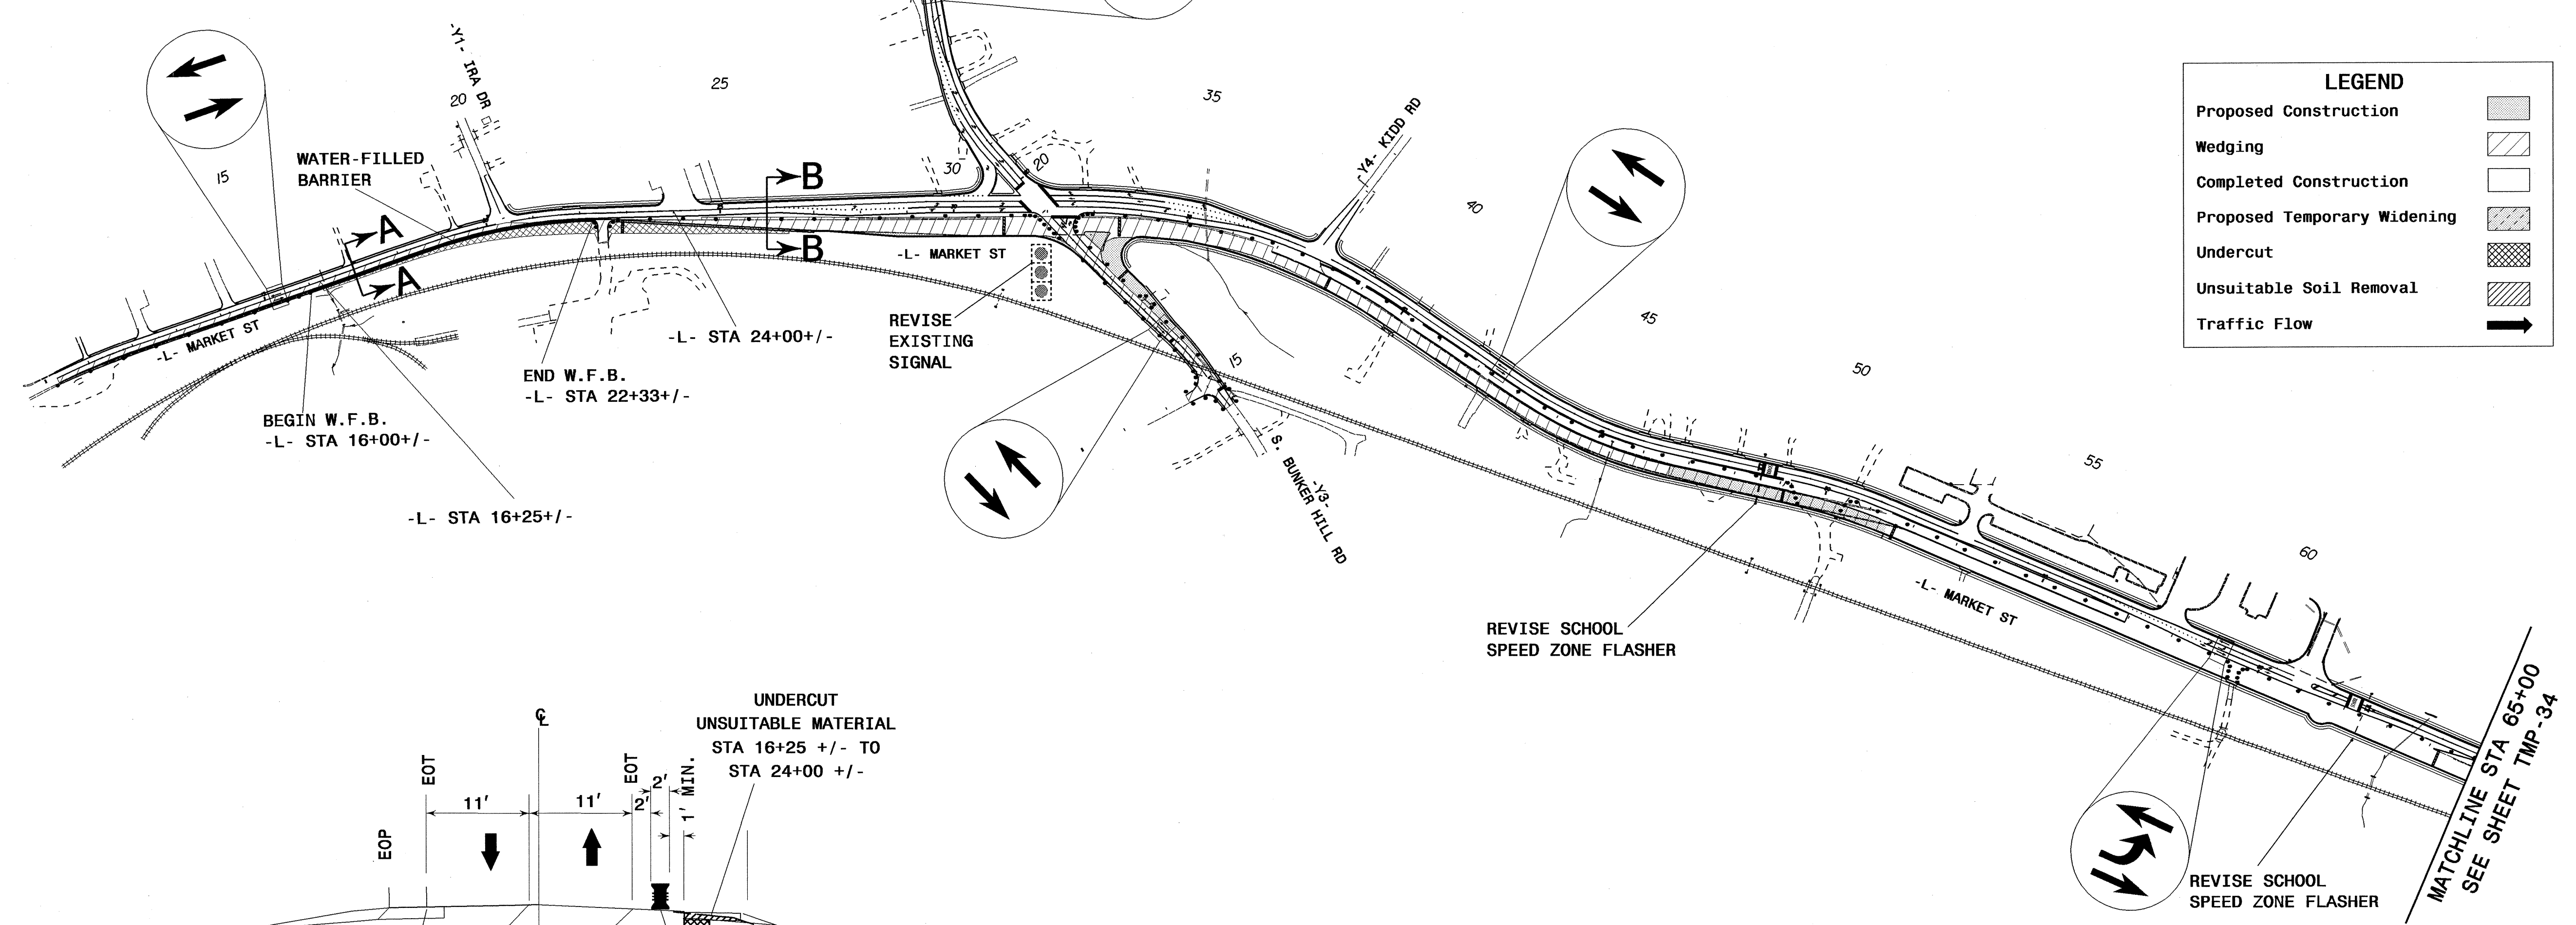 -Y1- IRA DR
20
25
35
15
WATER-FILLED
BARRIER
A
A
B
B
30
20
-Y4- KIDD RD
40
45
50
55
60
15
-L- MARKET ST
-L- MARKET ST
-L- MARKET ST
BEGIN W.F.B.
-L- STA 16+00+/-
-L- STA 16+25+/-
END W.F.B.
-L- STA 22+33+/-
-L- STA 24+00+/-
REVISE
EXISTING
SIGNAL
-Y3-
S. BUNKER HILL RD
REVISE SCHOOL
SPEED ZONE FLASHER
REVISE SCHOOL
SPEED ZONE FLASHER
MATCHLINE STA 65+00
SEE SHEET TMP-34
LEGEND
Proposed Construction
Wedging
Completed Construction
Proposed Temporary Widening
Undercut
Unsuitable Soil Removal
Traffic Flow
UNDERCUT
UNSUITABLE MATERIAL
STA 16+25 +/- TO
STA 24+00 +/-
℄
EOP
EOT
11'
11'
EOT
2'
2'
1' MIN.